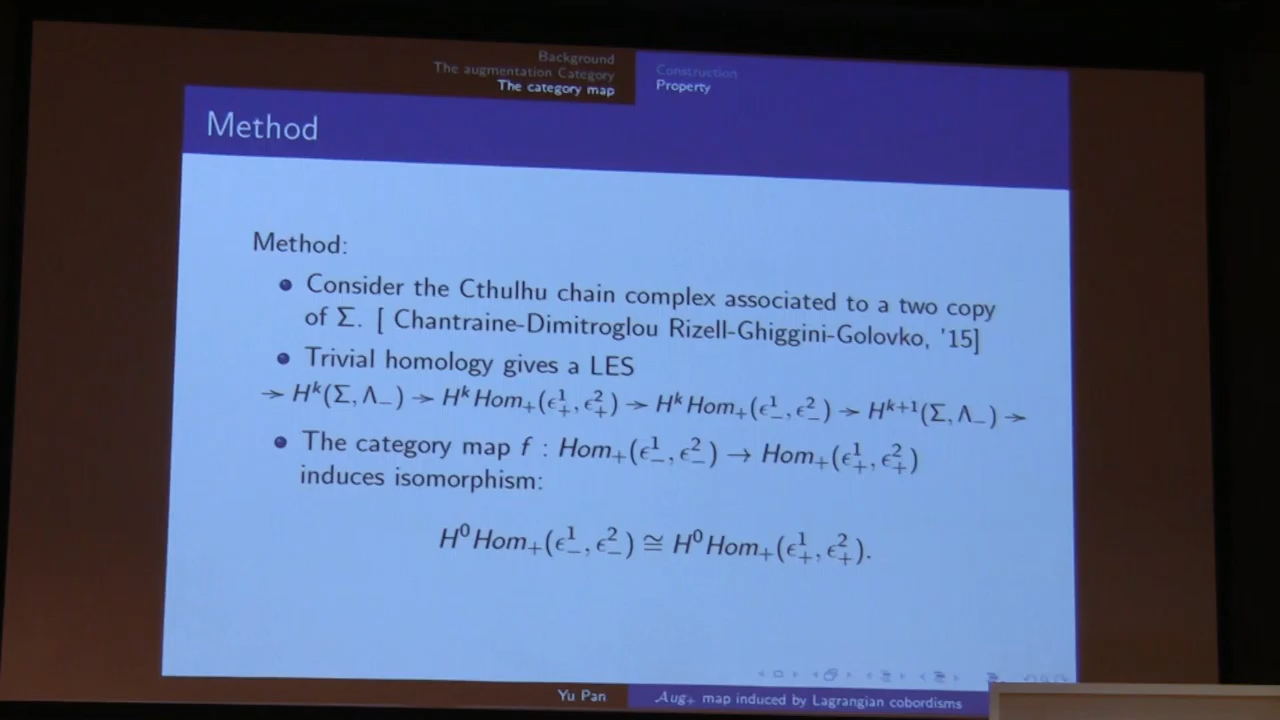 Background
The augmentation Category
The category map
Construction
Property
Method
Method:
Consider the Cthulhu chain complex associated to a two copy
of Σ. [ Chantraine-Dimitroglou Rizell-Ghiggini-Golovko, '15]
Trivial homology gives a LES
→ H^k(Σ, Λ_−) → H^k Hom_+(ϵ^1_+, ϵ^2_+) → H^k Hom_+(ϵ^1_−, ϵ^2_−) → H^{k+1}(Σ, Λ_−) →
The category map f : Hom_+(ϵ^1_−, ϵ^2_−) → Hom_+(ϵ^1_+, ϵ^2_+)
induces isomorphism:
H^0 Hom_+(ϵ^1_−, ϵ^2_−) ≅ H^0 Hom_+(ϵ^1_+, ϵ^2_+).
Yu Pan
Aug_+ map induced by Lagrangian cobordisms